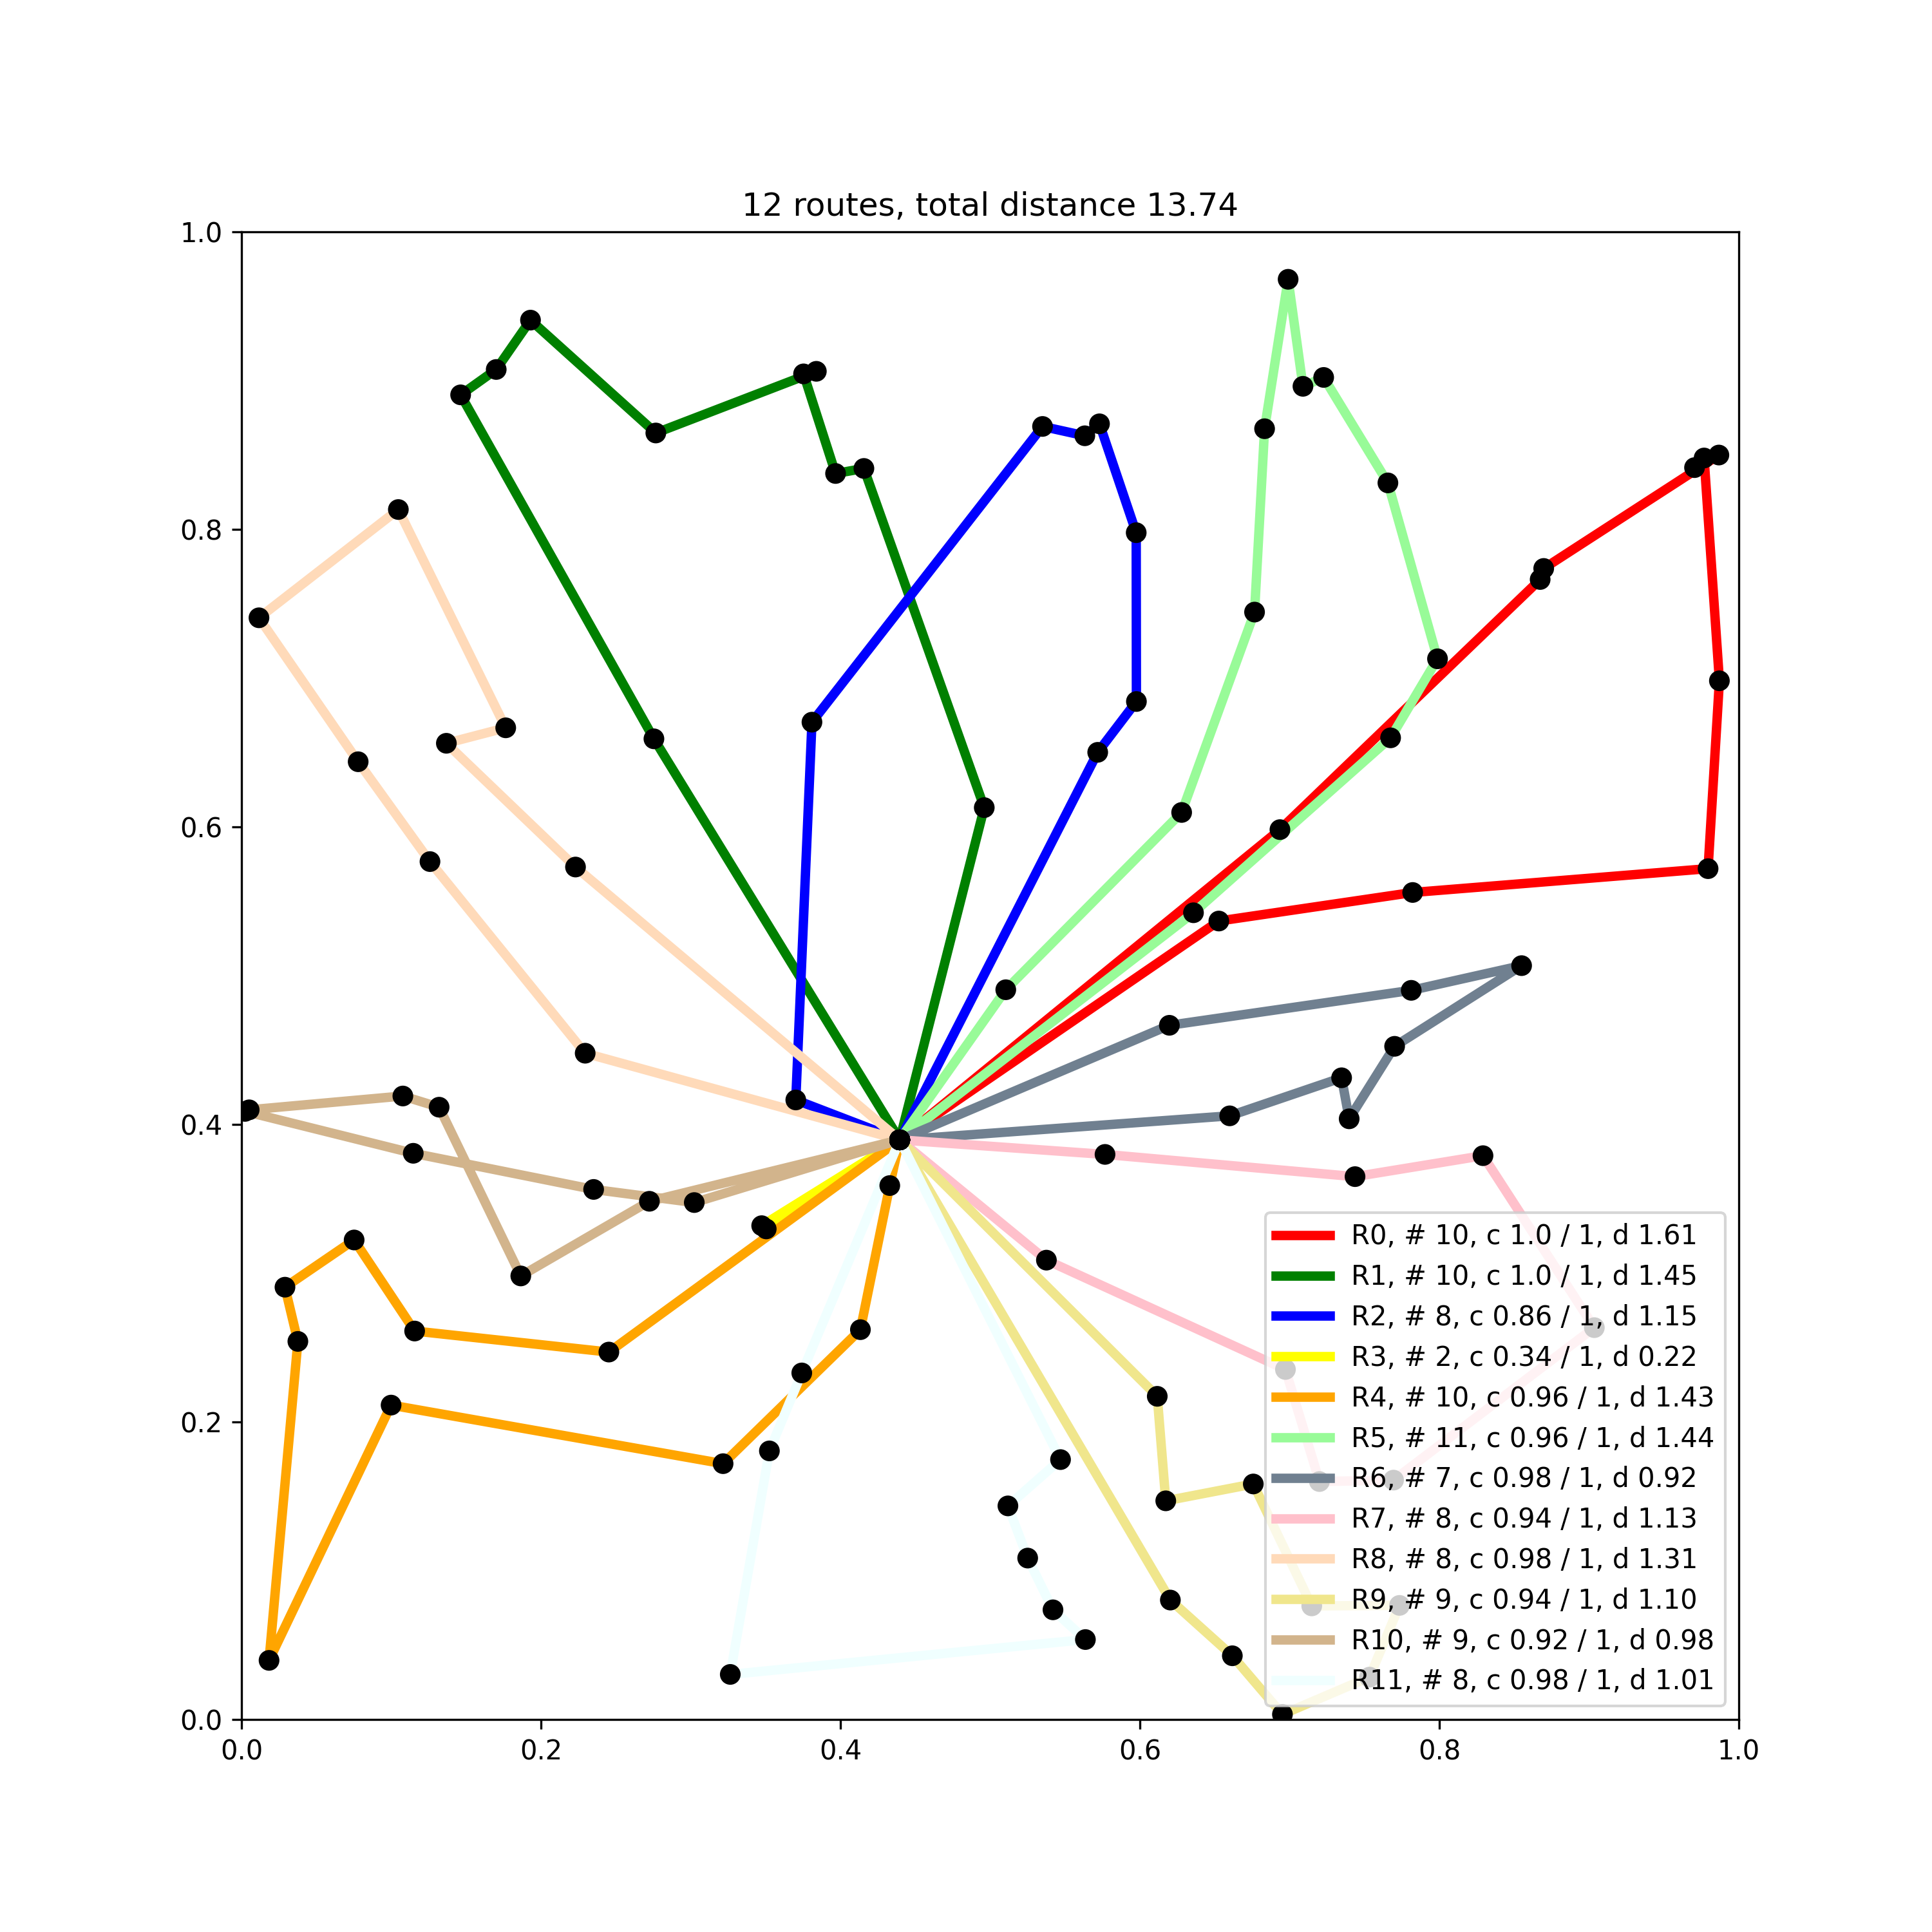 12 routes, total distance 13.74
1.0
0.8
0.6
0.4
0.2
0.0
0.0 0.2 0.4 0.6 0.8 1.0
R0, # 10, c 1.0 / 1, d 1.61
R1, # 10, c 1.0 / 1, d 1.45
R2, # 8, c 0.86 / 1, d 1.15
R3, # 2, c 0.34 / 1, d 0.22
R4, # 10, c 0.96 / 1, d 1.43
R5, # 11, c 0.96 / 1, d 1.44
R6, # 7, c 0.98 / 1, d 0.92
R7, # 8, c 0.94 / 1, d 1.13
R8, # 8, c 0.98 / 1, d 1.31
R9, # 9, c 0.94 / 1, d 1.10
R10, # 9, c 0.92 / 1, d 0.98
R11, # 8, c 0.98 / 1, d 1.01